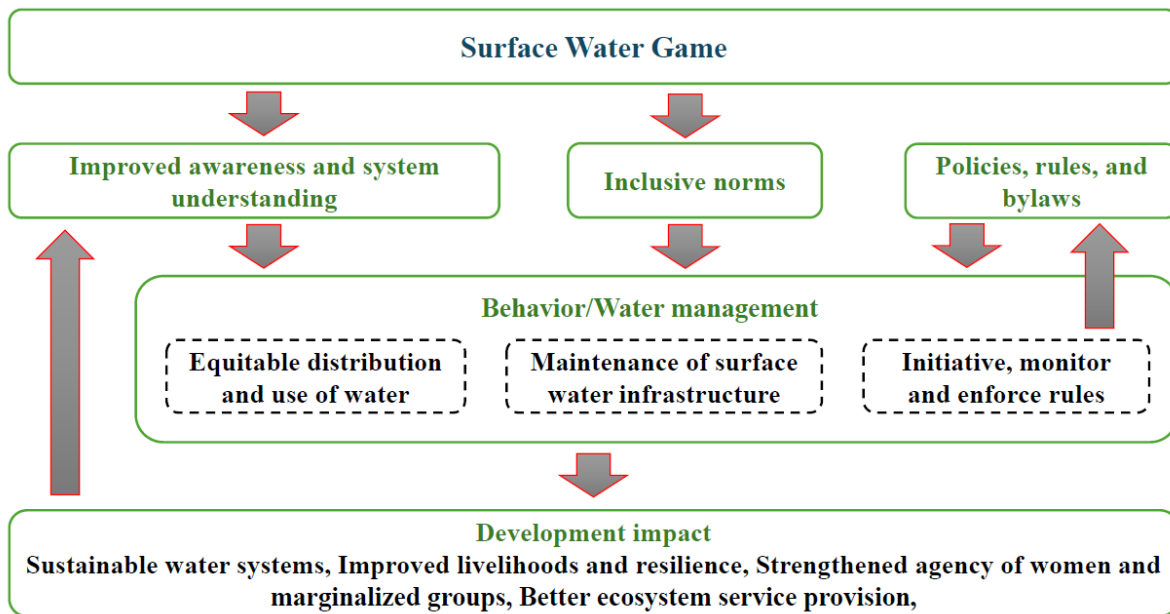 Surface Water Game
Improved awareness and system
understanding
Inclusive norms
Policies, rules, and
bylaws
Behavior/Water management
Equitable distribution
and use of water
Maintenance of surface
water infrastructure
Initiative, monitor
and enforce rules
Development impact
Sustainable water systems, Improved livelihoods and resilience, Strengthened agency of women and
marginalized groups, Better ecosystem service provision,